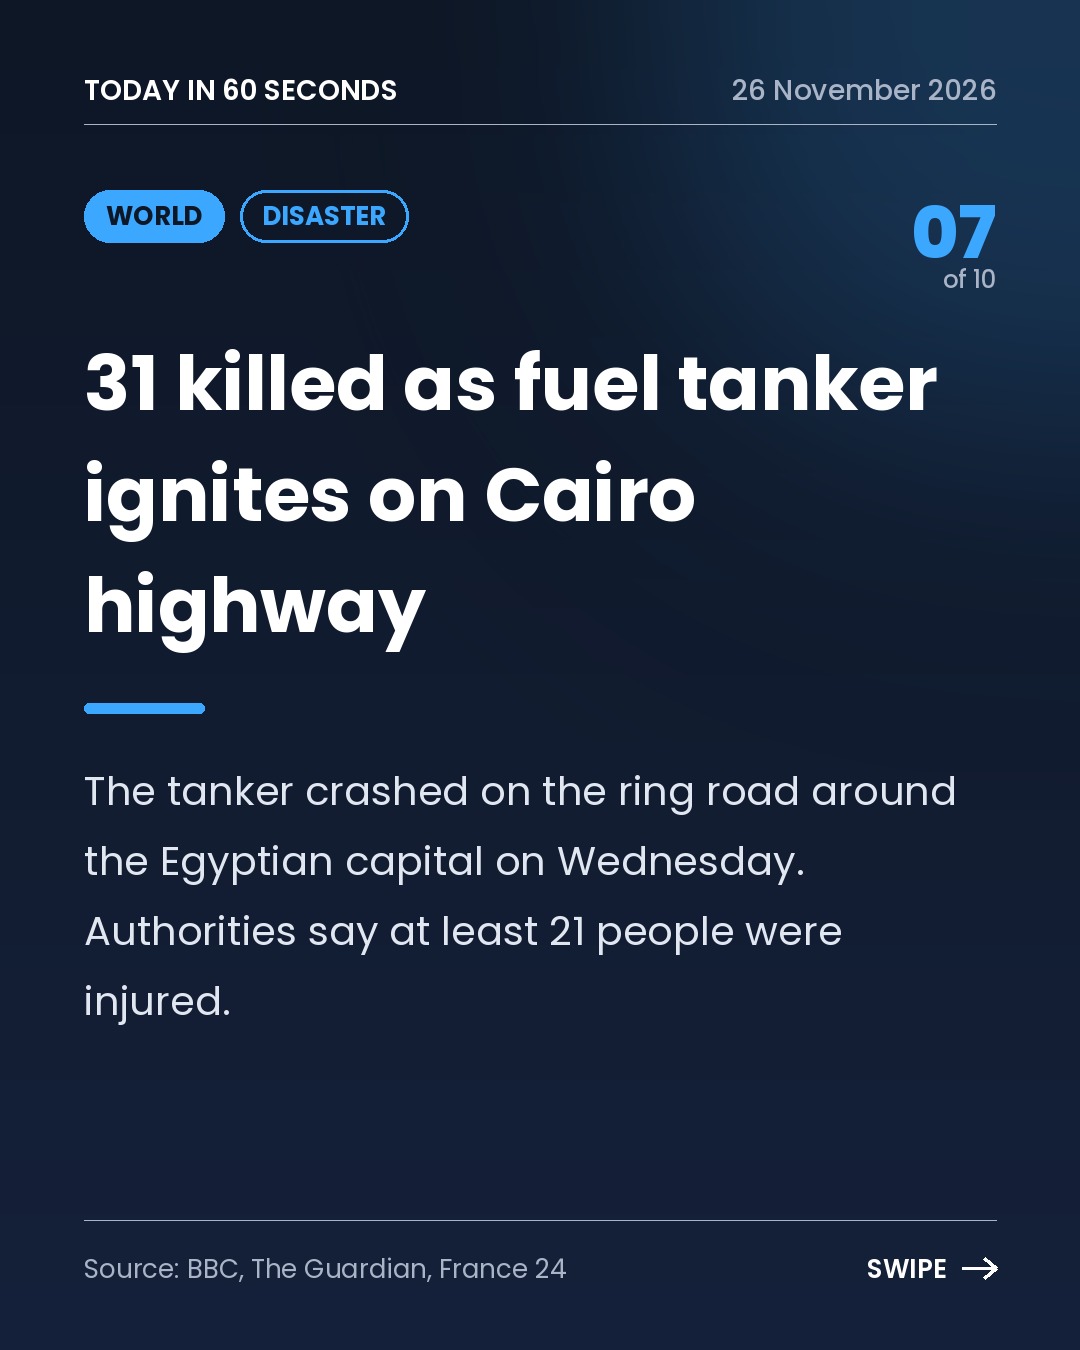 TODAY IN 60 SECONDS
26 November 2026
WORLD
DISASTER
07
of 10
31 killed as fuel tanker
ignites on Cairo
highway
The tanker crashed on the ring road around
the Egyptian capital on Wednesday.
Authorities say at least 21 people were
injured.
Source: BBC, The Guardian, France 24
SWIPE